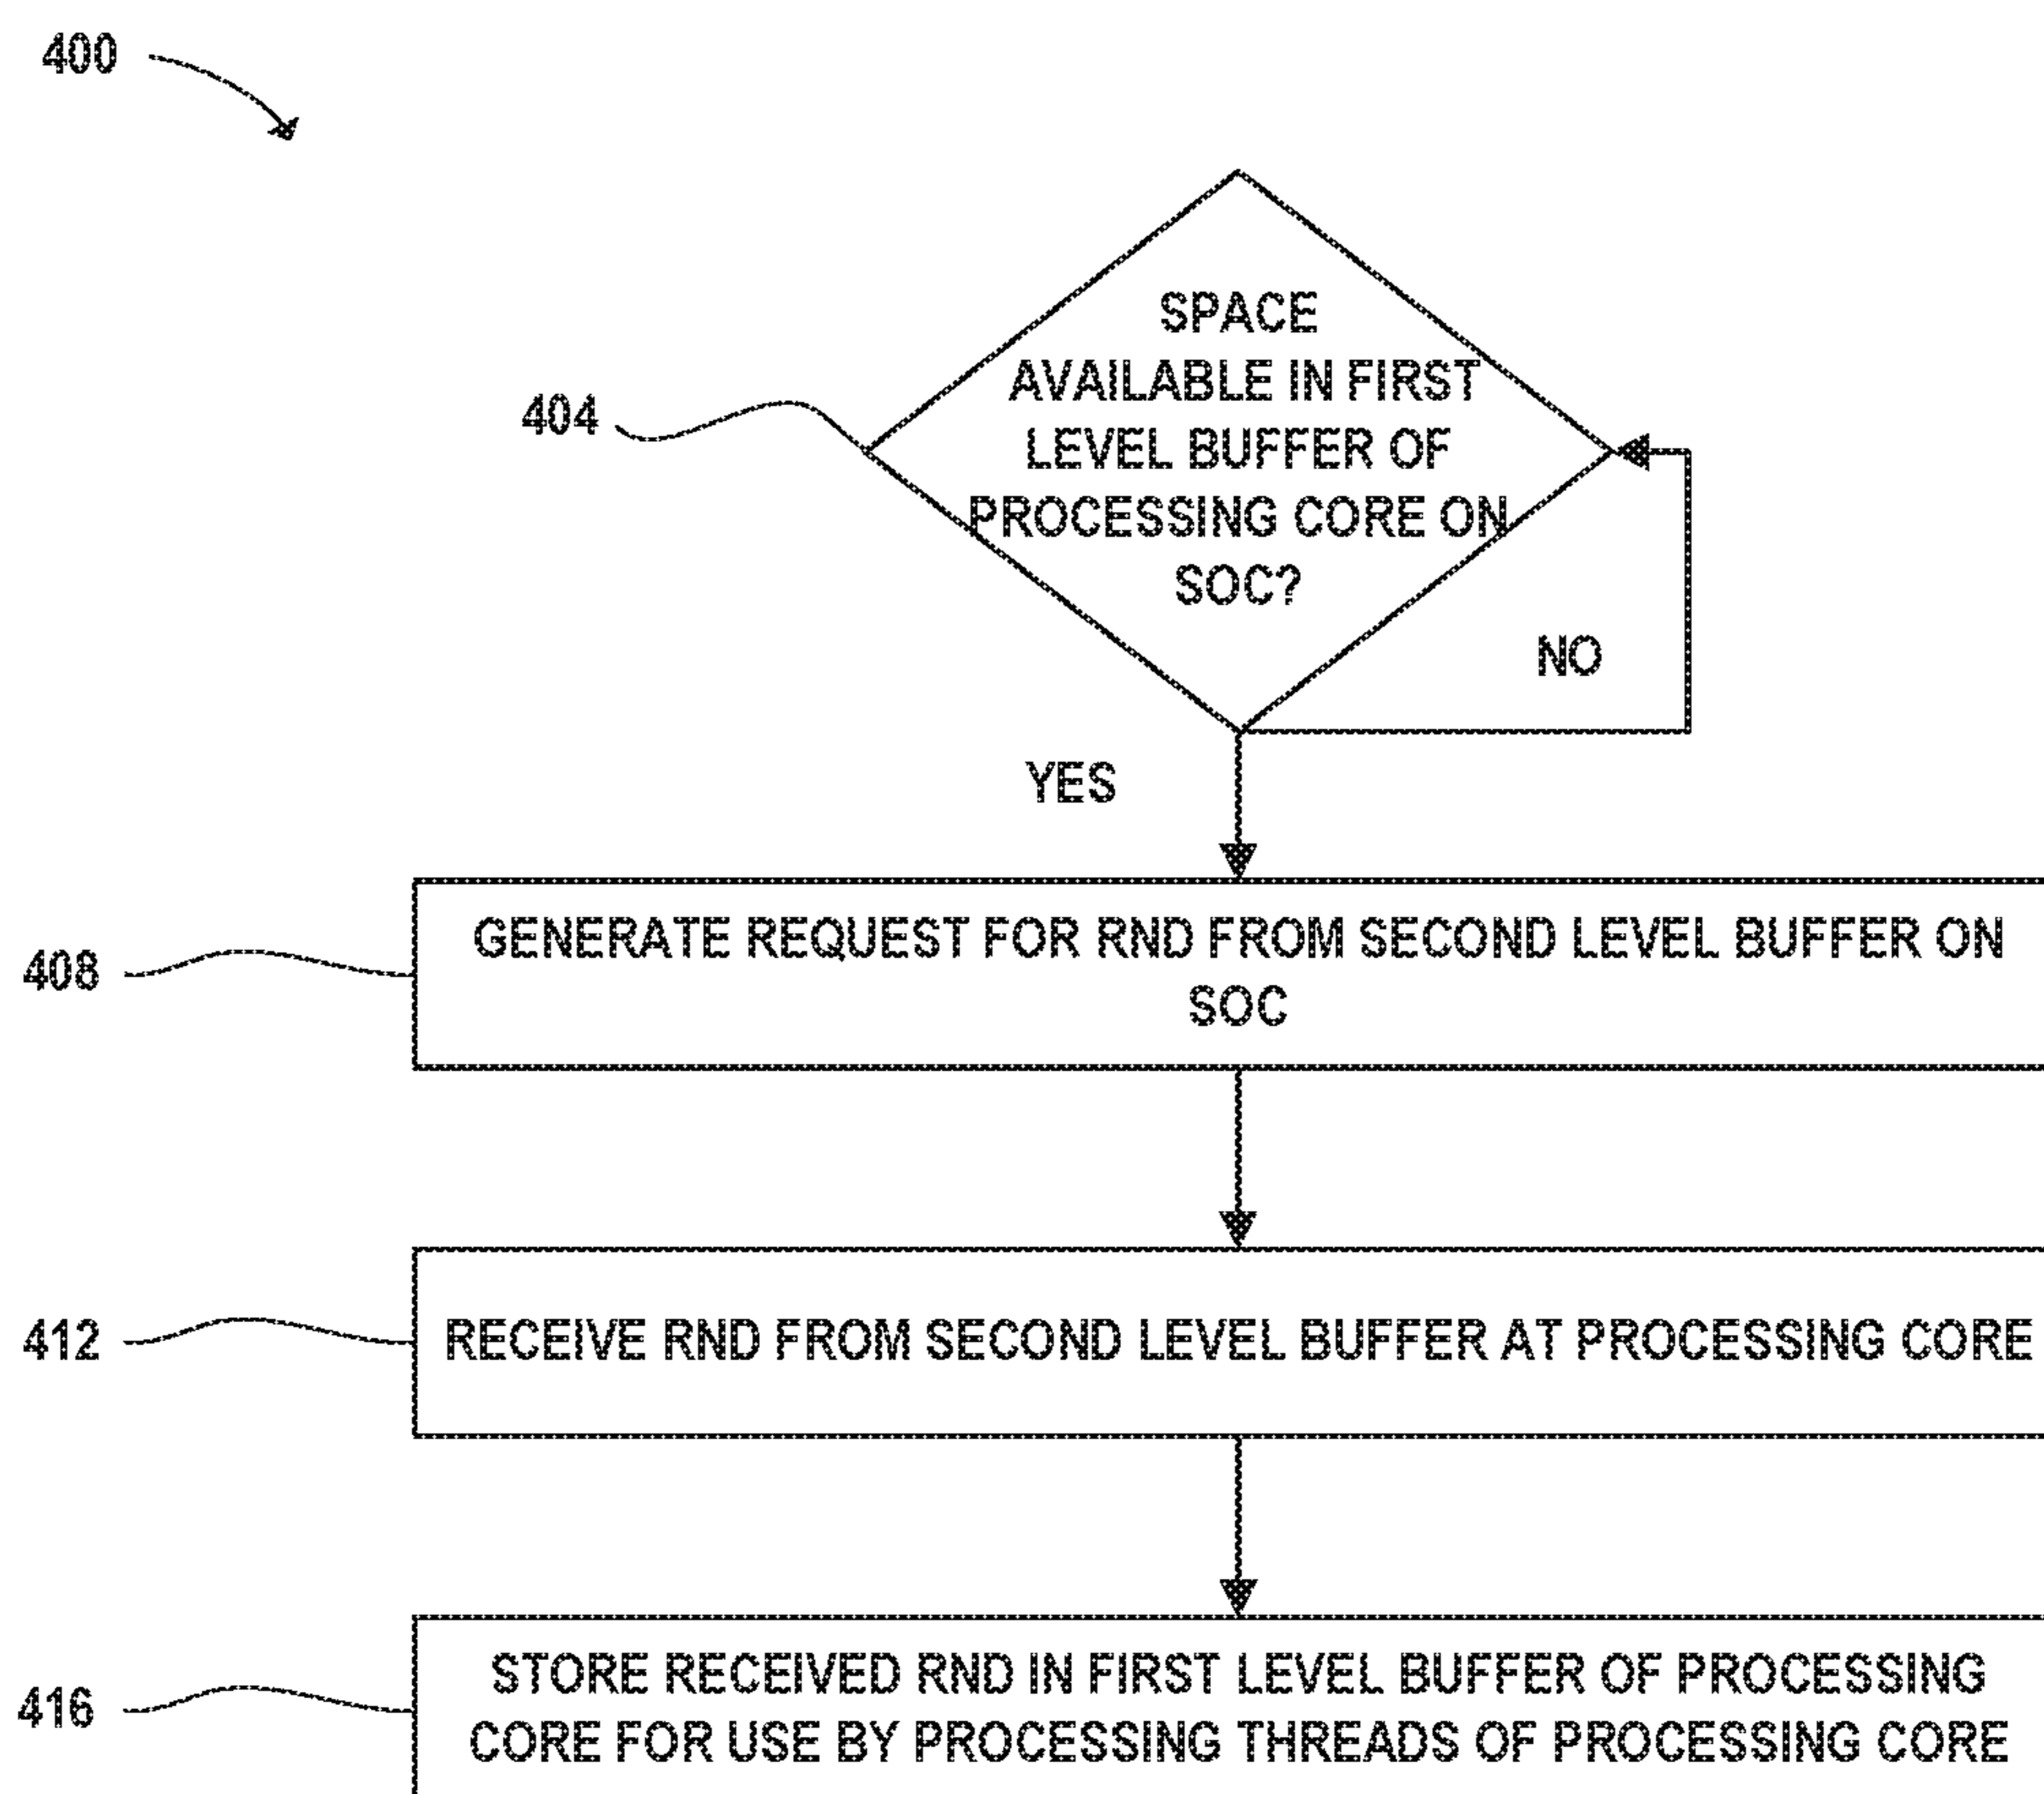 400
SPACE
AVAILABLE IN FIRST
404
LEVEL BUFFER OF
PROCESSING CORE ON
SOC?
NO
YES
GENERATE REQUEST FOR RND FROM SECOND LEVEL BUFFER ON
408
SOC
412
RECEIVE RND FROM SECOND LEVEL BUFFER AT PROCESSING CORE
STORE RECEIVED RND IN FIRST LEVEL BUFFER OF PROCESSING
416
CORE FOR USE BY PROCESSING THREADS OF PROCESSING CORE